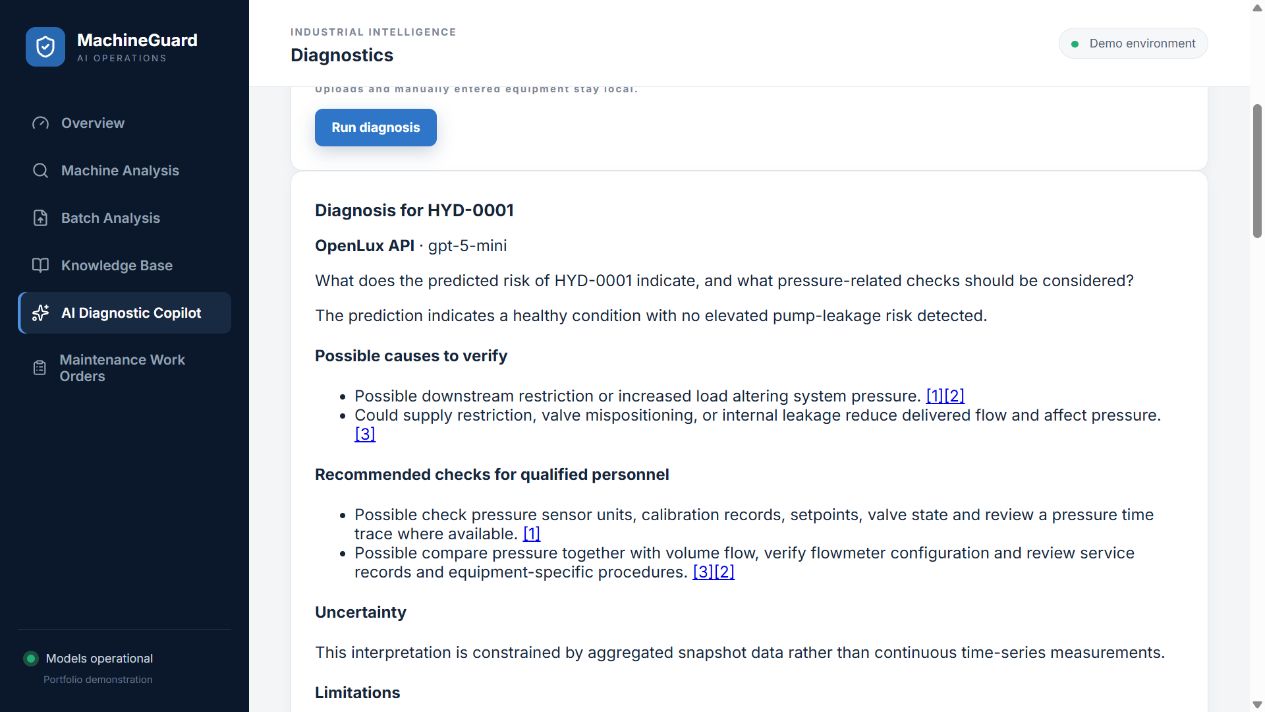 MachineGuard
AI OPERATIONS
Overview
Machine Analysis
Batch Analysis
Knowledge Base
AI Diagnostic Copilot
Maintenance Work
Orders
Models operational
Portfolio demonstration
INDUSTRIAL INTELLIGENCE
Diagnostics
Demo environment
Uploads and manually entered equipment stay local.
Run diagnosis
Diagnosis for HYD-0001
OpenLux API · gpt-5-mini
What does the predicted risk of HYD-0001 indicate, and what pressure-related checks should be considered?
The prediction indicates a healthy condition with no elevated pump-leakage risk detected.
Possible causes to verify
• Possible downstream restriction or increased load altering system pressure. [1][2]
• Could supply restriction, valve mispositioning, or internal leakage reduce delivered flow and affect pressure.
[3]
Recommended checks for qualified personnel
• Possible check pressure sensor units, calibration records, setpoints, valve state and review a pressure time
trace where available. [1]
• Possible compare pressure together with volume flow, verify flowmeter configuration and review service
records and equipment-specific procedures. [3][2]
Uncertainty
This interpretation is constrained by aggregated snapshot data rather than continuous time-series measurements.
Limitations